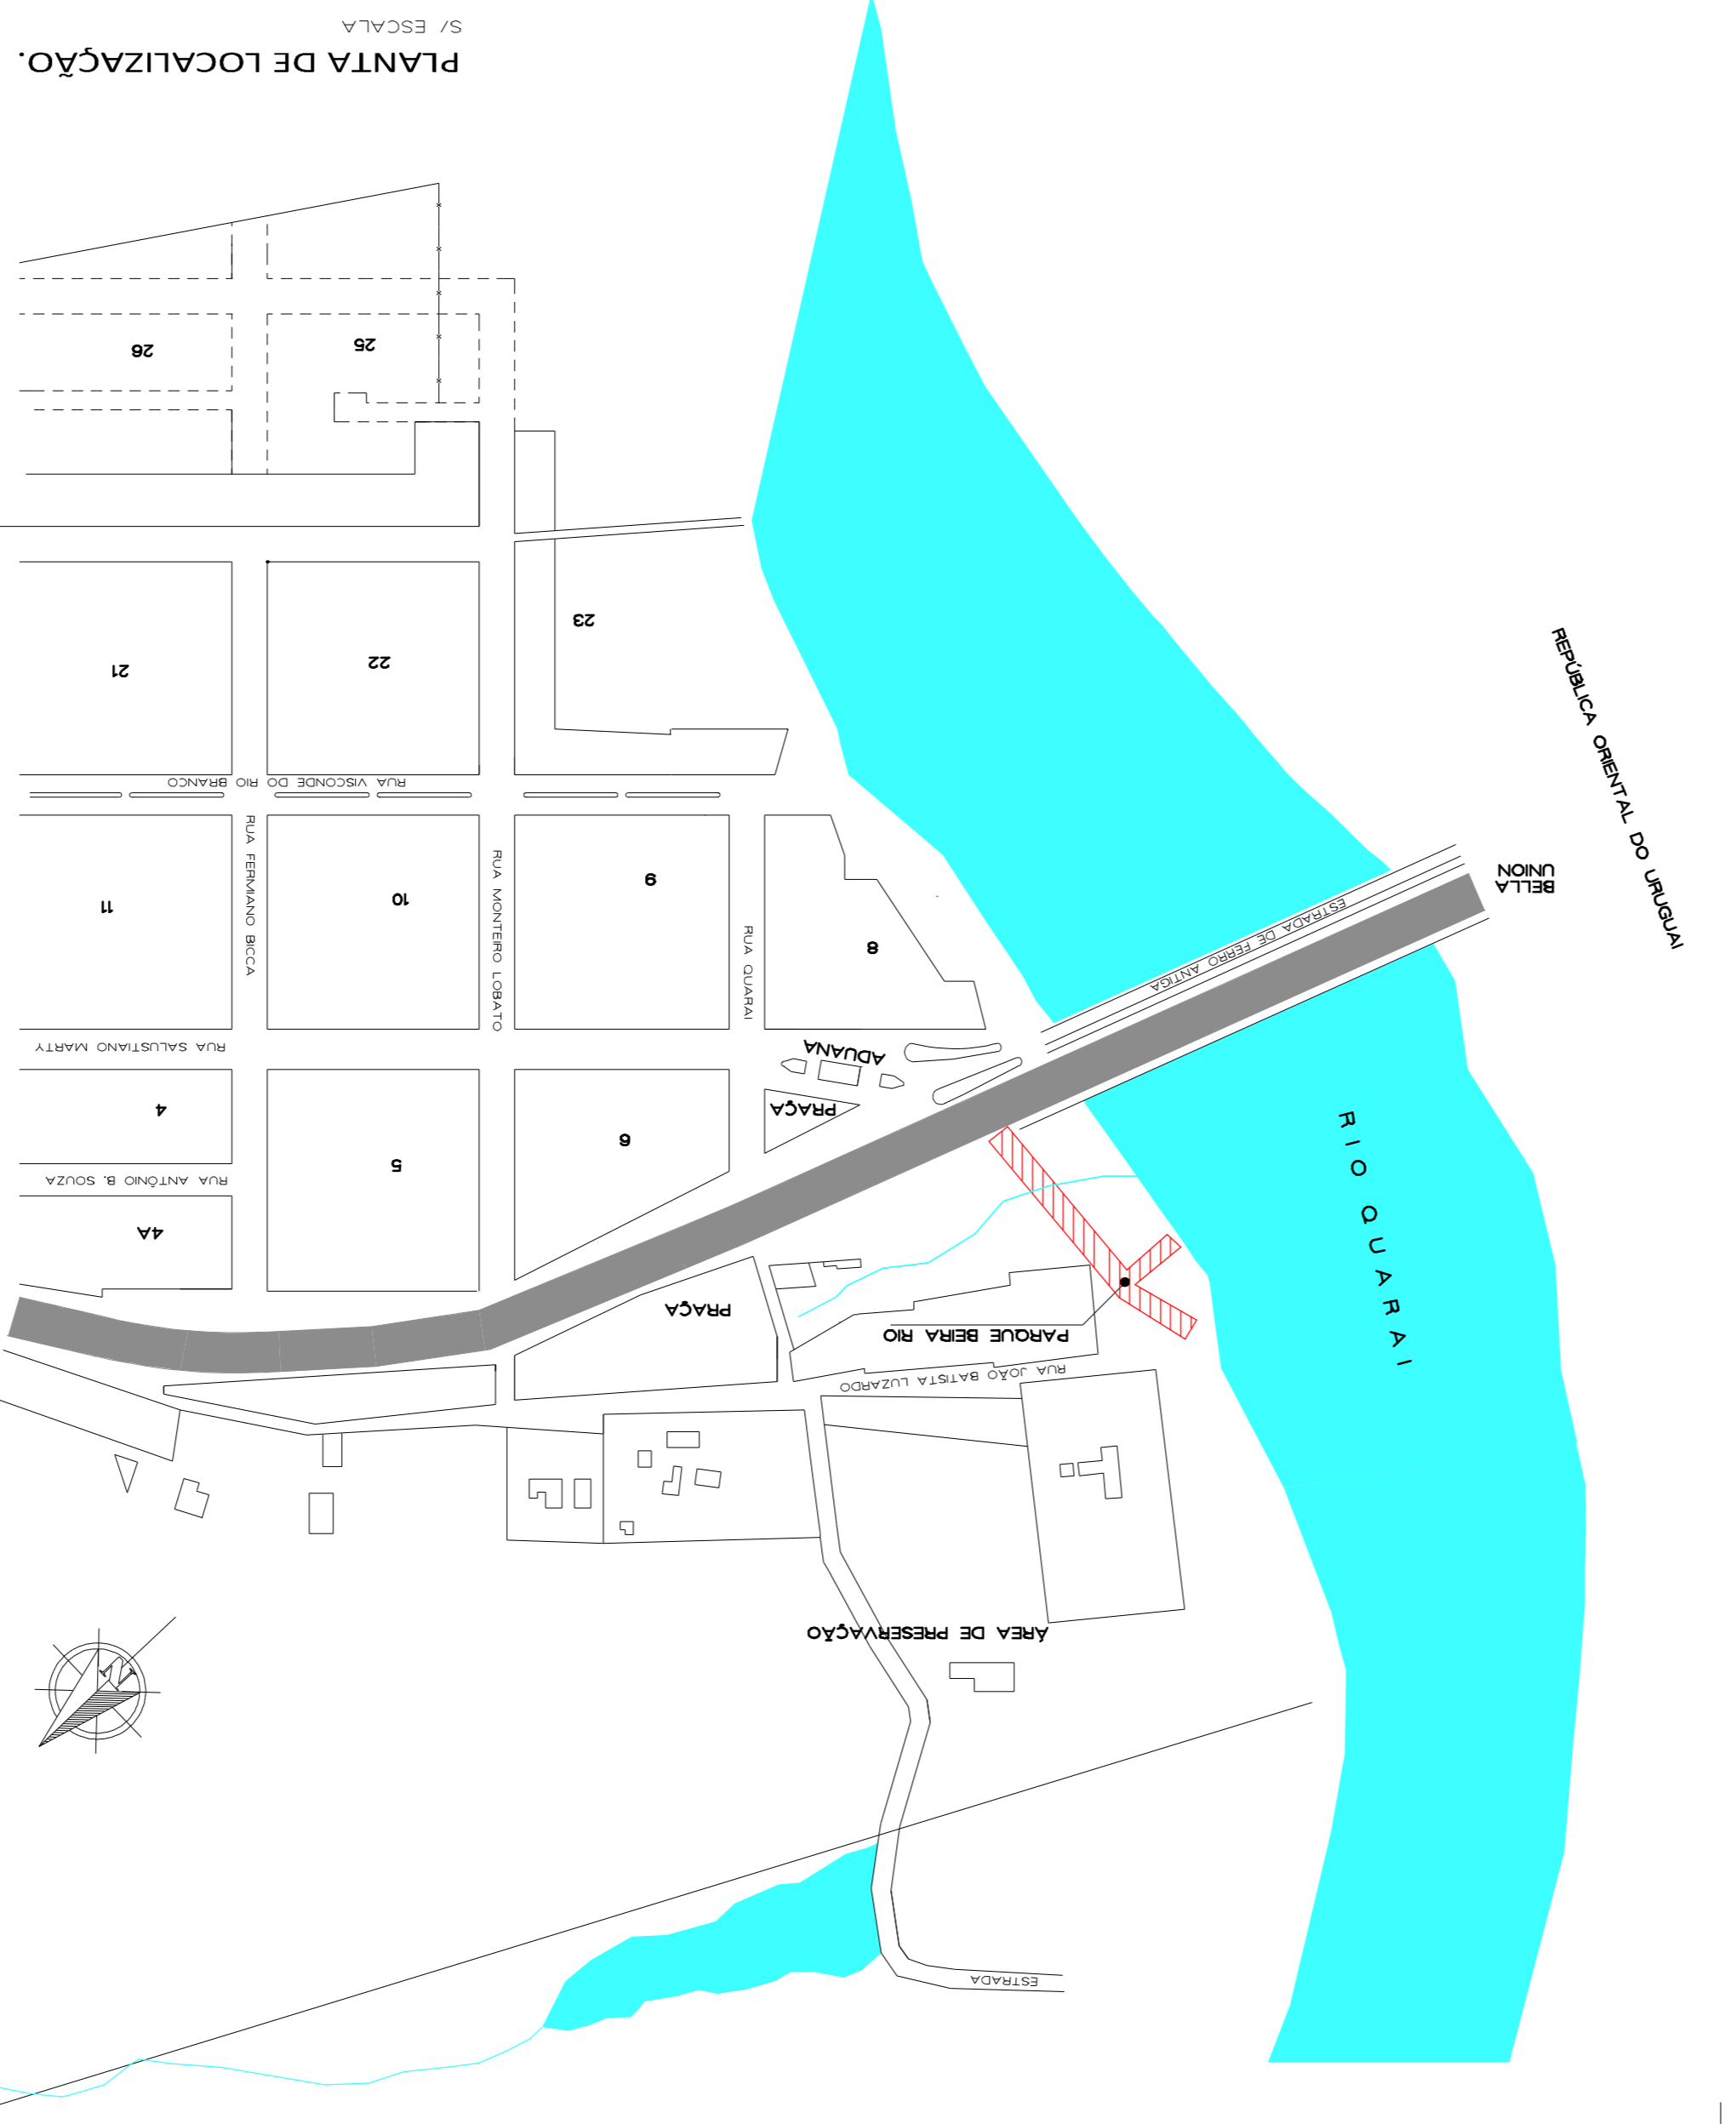 S/ ESCALA
PLANTA DE LOCALIZAÇÃO.
26
25
23
21
22
RUA VISCONDE DO RIO BRANCO
REPÚBLICA ORIENTAL DO URUGUAI
RUA FERMIANO BICCA
RUA MONTEIRO LOBATO
11
10
9
RUA QUARAI
8
BELLA
UNION
ESTRADA DE FERRO ANTIGA
RUA SALUSTIANO MARTY
ADUANA
PRAÇA
4
5
6
RUA ANTÔNIO B. SOUZA
4A
RIO QUARAI
PRAÇA
PARQUE BEIRA RIO
RUA JOÃO BATISTA LUZARDO
ÁREA DE PRESERVAÇÃO
N
ESTRADA